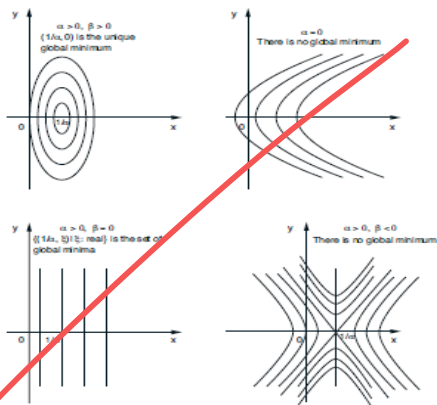 y
α > 0, β > 0
(1/α, 0) is the unique
global minimum
0
1/α
x
y
α = 0
There is no global minimum
0
x
y
α > 0, β = 0
{(1/α, ξ) | ξ: real} is the set of
global minima
0
x
y
α > 0, β < 0
There is no global minimum
0
1/α
x